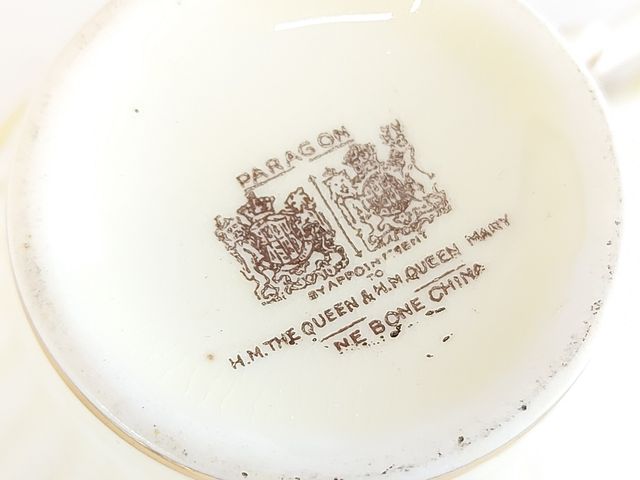 PARAGON
BY APPOINTMENT
TO
H.M. THE QUEEN & H.M QUEEN MARY
NE BONE CHINA